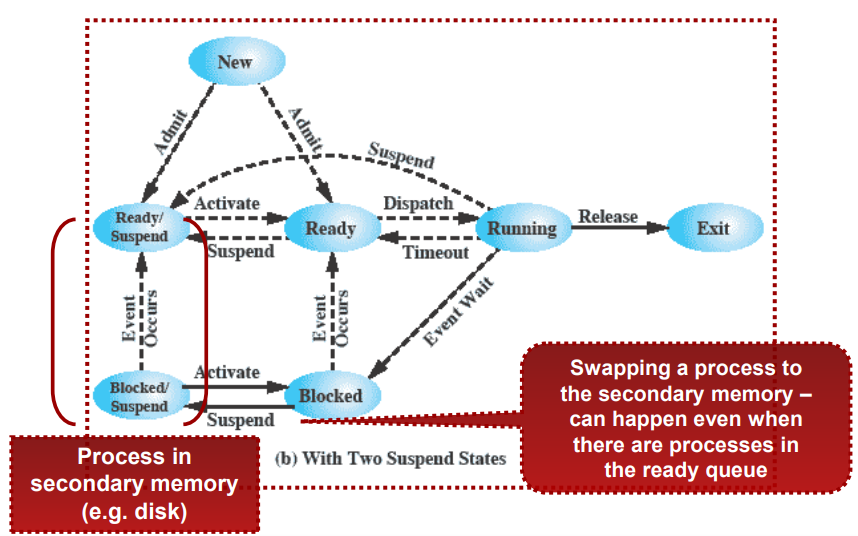 New
Admit
Admit
Suspend
Ready/
Suspend
Activate
Suspend
Ready
Dispatch
Timeout
Running
Release
Exit
Event
Occurs
Event
Occurs
Event Wait
Blocked/
Suspend
Activate
Suspend
Blocked
Swapping a process to
the secondary memory –
can happen even when
there are processes in
the ready queue
Process in
secondary memory
(e.g. disk)
(b) With Two Suspend States